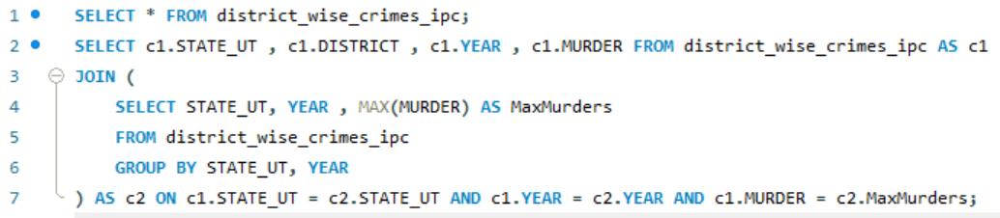 1 SELECT * FROM district_wise_crimes_ipc;
2 SELECT c1.STATE_UT , c1.DISTRICT , c1.YEAR , c1.MURDER FROM district_wise_crimes_ipc AS c1
3 JOIN (
4 SELECT STATE_UT, YEAR , MAX(MURDER) AS MaxMurders
5 FROM district_wise_crimes_ipc
6 GROUP BY STATE_UT, YEAR
7 ) AS c2 ON c1.STATE_UT = c2.STATE_UT AND c1.YEAR = c2.YEAR AND c1.MURDER = c2.MaxMurders;